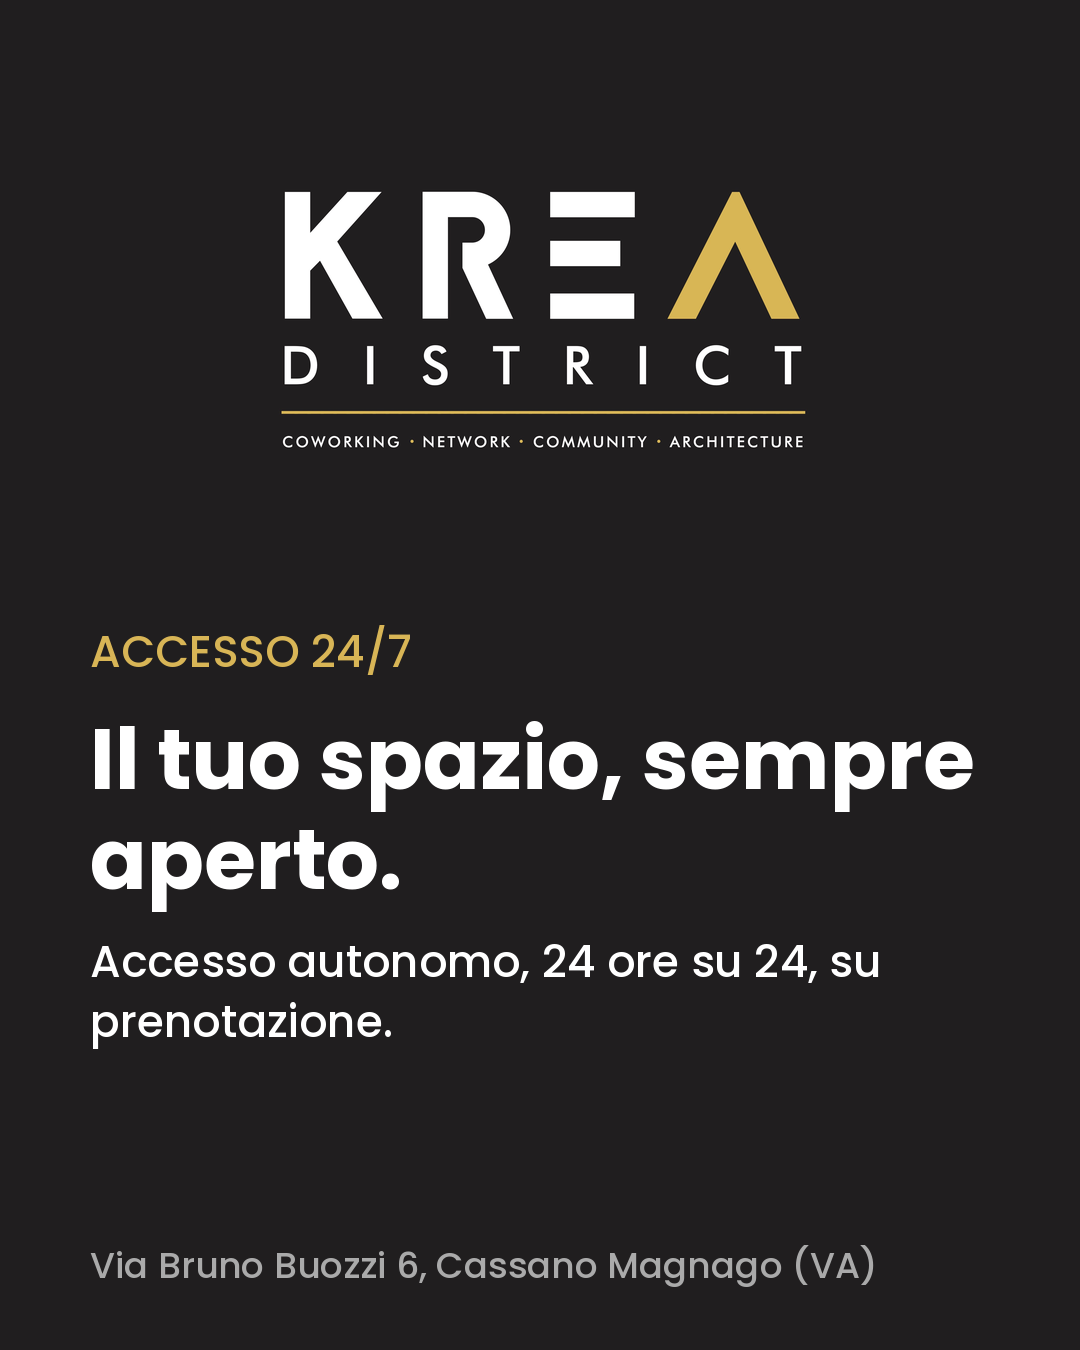 KREA
DISTRICT
COWORKING · NETWORK · COMMUNITY · ARCHITECTURE
ACCESSO 24/7
Il tuo spazio, sempre
aperto.
Accesso autonomo, 24 ore su 24, su
prenotazione.
Via Bruno Buozzi 6, Cassano Magnago (VA)